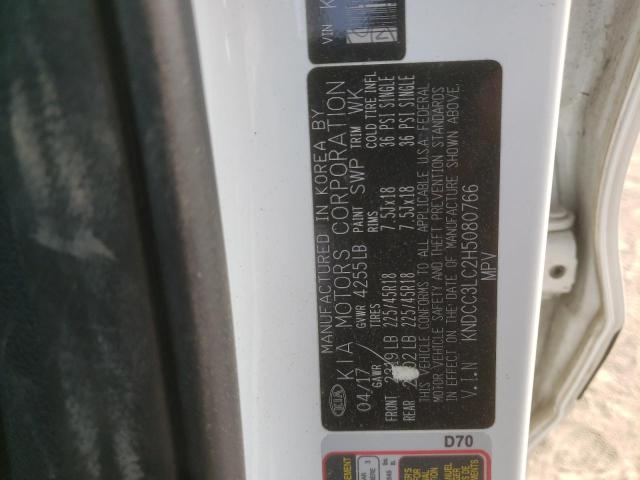 VIN K
MANUFACTURED IN KOREA BY
KIA MOTORS CORPORATION
04/17 GVWR 4255LB PAINT SWP TRIM WK
GAWR TIRES RIMS COLD TIRE INFL
FRONT LB 225/45R18 7.5JX18 36 PSI SINGLE
REAR LB 225/45R18 7.5JX18 36 PSI SINGLE
THIS VEHICLE CONFORMS TO ALL APPLICABLE U.S.A. FEDERAL
MOTOR VEHICLE SAFETY AND THEFT PREVENTION STANDARDS
IN EFFECT ON THE DATE OF MANUFACTURE SHOWN ABOVE.
V.I.N KNDCC3LC2H5080766
MPV
KIA
D70